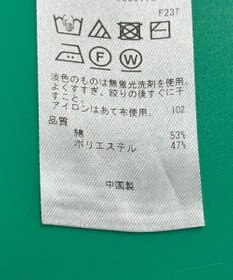 F23T
F
W
淡色のものは無蛍光洗剤を使用。
よくすすぎ、絞りの後すぐに干
すこと。
アイロンはあて布使用。 102
品質
綿 53%
ポリエステル 47%
中国製